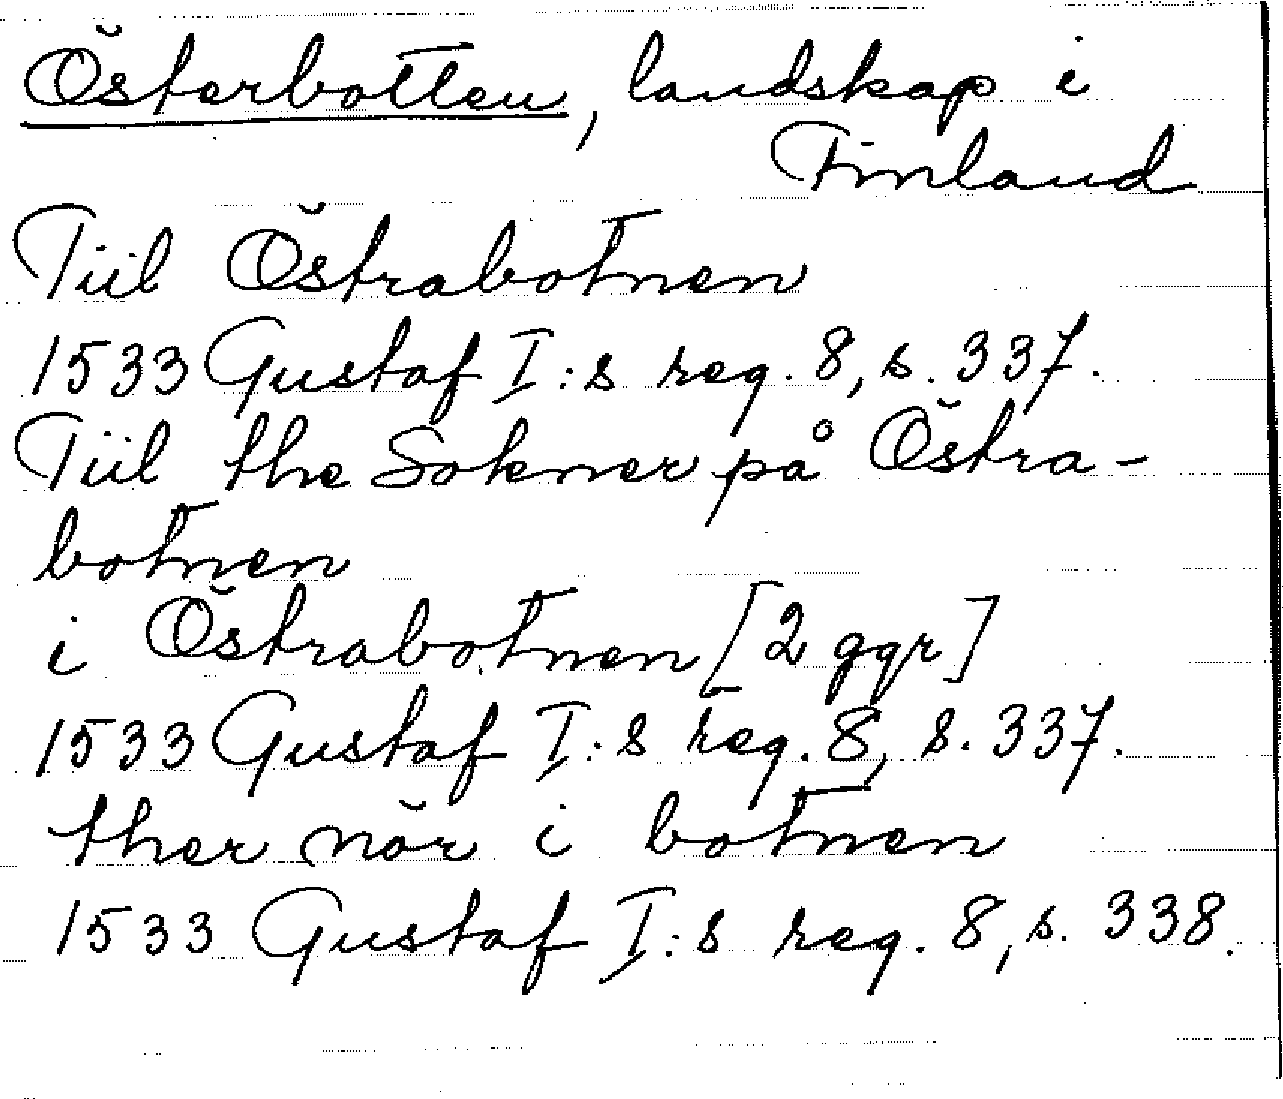 Österbotten, landskap i
Finland
Tiil Östrabotnen
1533 Gustaf I:s reg. 8, s. 337.
Tiil the Sokner på Östra-
botnen
i Östrabotnen [2 ggr]
1533 Gustaf I:s reg. 8, s. 337.
ther nör i botnen
1533 Gustaf I:s reg. 8, s. 338.